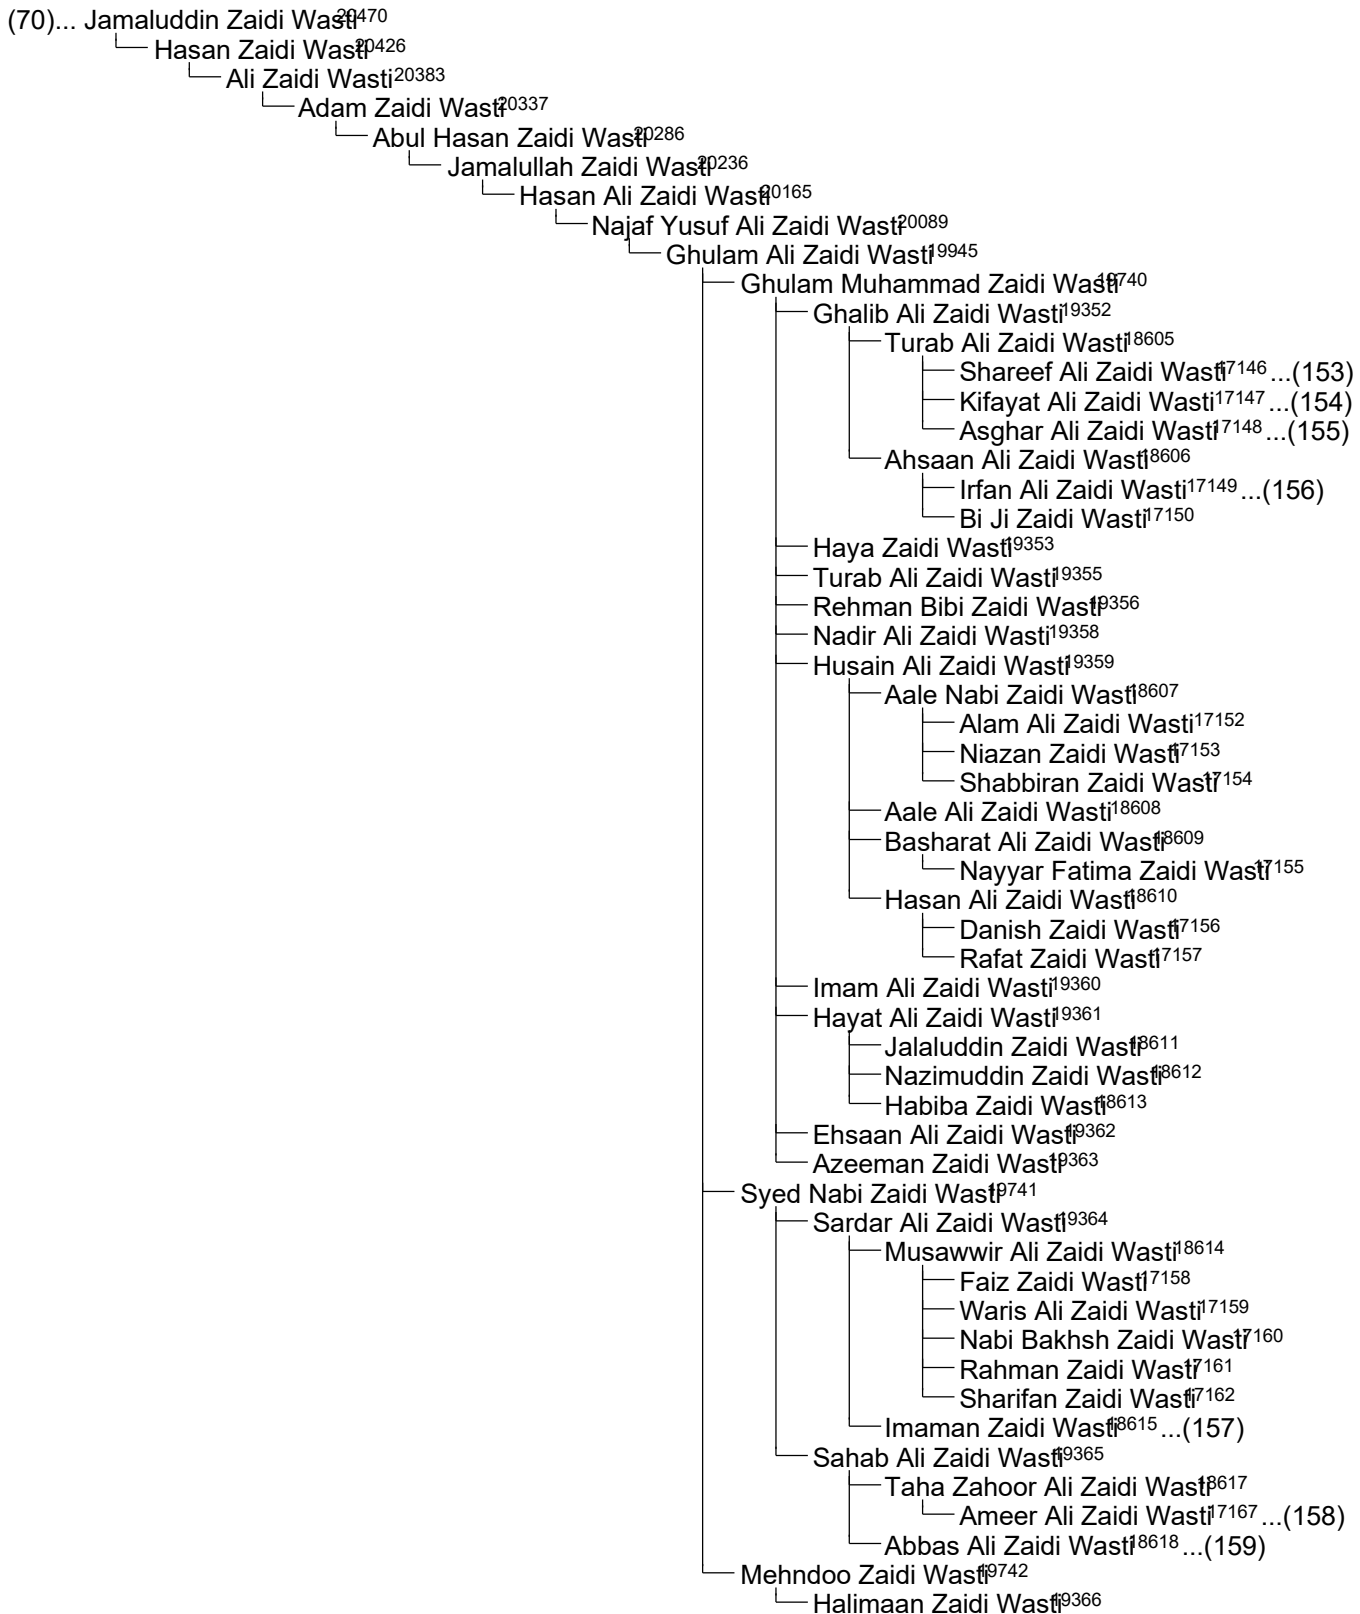 (70)... Jamaluddin Zaidi Wasti20470
Hasan Zaidi Wasti20426
Ali Zaidi Wasti20383
Adam Zaidi Wasti20337
Abul Hasan Zaidi Wasti20286
Jamalullah Zaidi Wasti20236
Hasan Ali Zaidi Wasti20165
Najaf Yusuf Ali Zaidi Wasti20089
Ghulam Ali Zaidi Wasti19945
Ghulam Muhammad Zaidi Wasti19740
Ghalib Ali Zaidi Wasti19352
Turab Ali Zaidi Wasti18605
Shareef Ali Zaidi Wasti17146 ...(153)
Kifayat Ali Zaidi Wasti17147 ...(154)
Asghar Ali Zaidi Wasti17148 ...(155)
Ahsaan Ali Zaidi Wasti18606
Irfan Ali Zaidi Wasti17149 ...(156)
Bi Ji Zaidi Wasti17150
Haya Zaidi Wasti19353
Turab Ali Zaidi Wasti19355
Rehman Bibi Zaidi Wasti19356
Nadir Ali Zaidi Wasti19358
Husain Ali Zaidi Wasti19359
Aale Nabi Zaidi Wasti18607
Alam Ali Zaidi Wasti17152
Niazan Zaidi Wasti17153
Shabbiran Zaidi Wasti17154
Aale Ali Zaidi Wasti18608
Basharat Ali Zaidi Wasti18609
Nayyar Fatima Zaidi Wasti17155
Hasan Ali Zaidi Wasti18610
Danish Zaidi Wasti17156
Rafat Zaidi Wasti17157
Imam Ali Zaidi Wasti19360
Hayat Ali Zaidi Wasti19361
Jalaluddin Zaidi Wasti18611
Nazimuddin Zaidi Wasti18612
Habiba Zaidi Wasti18613
Ehsaan Ali Zaidi Wasti19362
Azeeman Zaidi Wasti19363
Syed Nabi Zaidi Wasti19741
Sardar Ali Zaidi Wasti19364
Musawwir Ali Zaidi Wasti18614
Faiz Zaidi Wasti17158
Waris Ali Zaidi Wasti17159
Nabi Bakhsh Zaidi Wasti17160
Rahman Zaidi Wasti17161
Sharifan Zaidi Wasti17162
Imaman Zaidi Wasti18615 ...(157)
Sahab Ali Zaidi Wasti19365
Taha Zahoor Ali Zaidi Wasti18617
Ameer Ali Zaidi Wasti17167 ...(158)
Abbas Ali Zaidi Wasti18618 ...(159)
Mehndoo Zaidi Wasti19742
Halimaan Zaidi Wasti19366